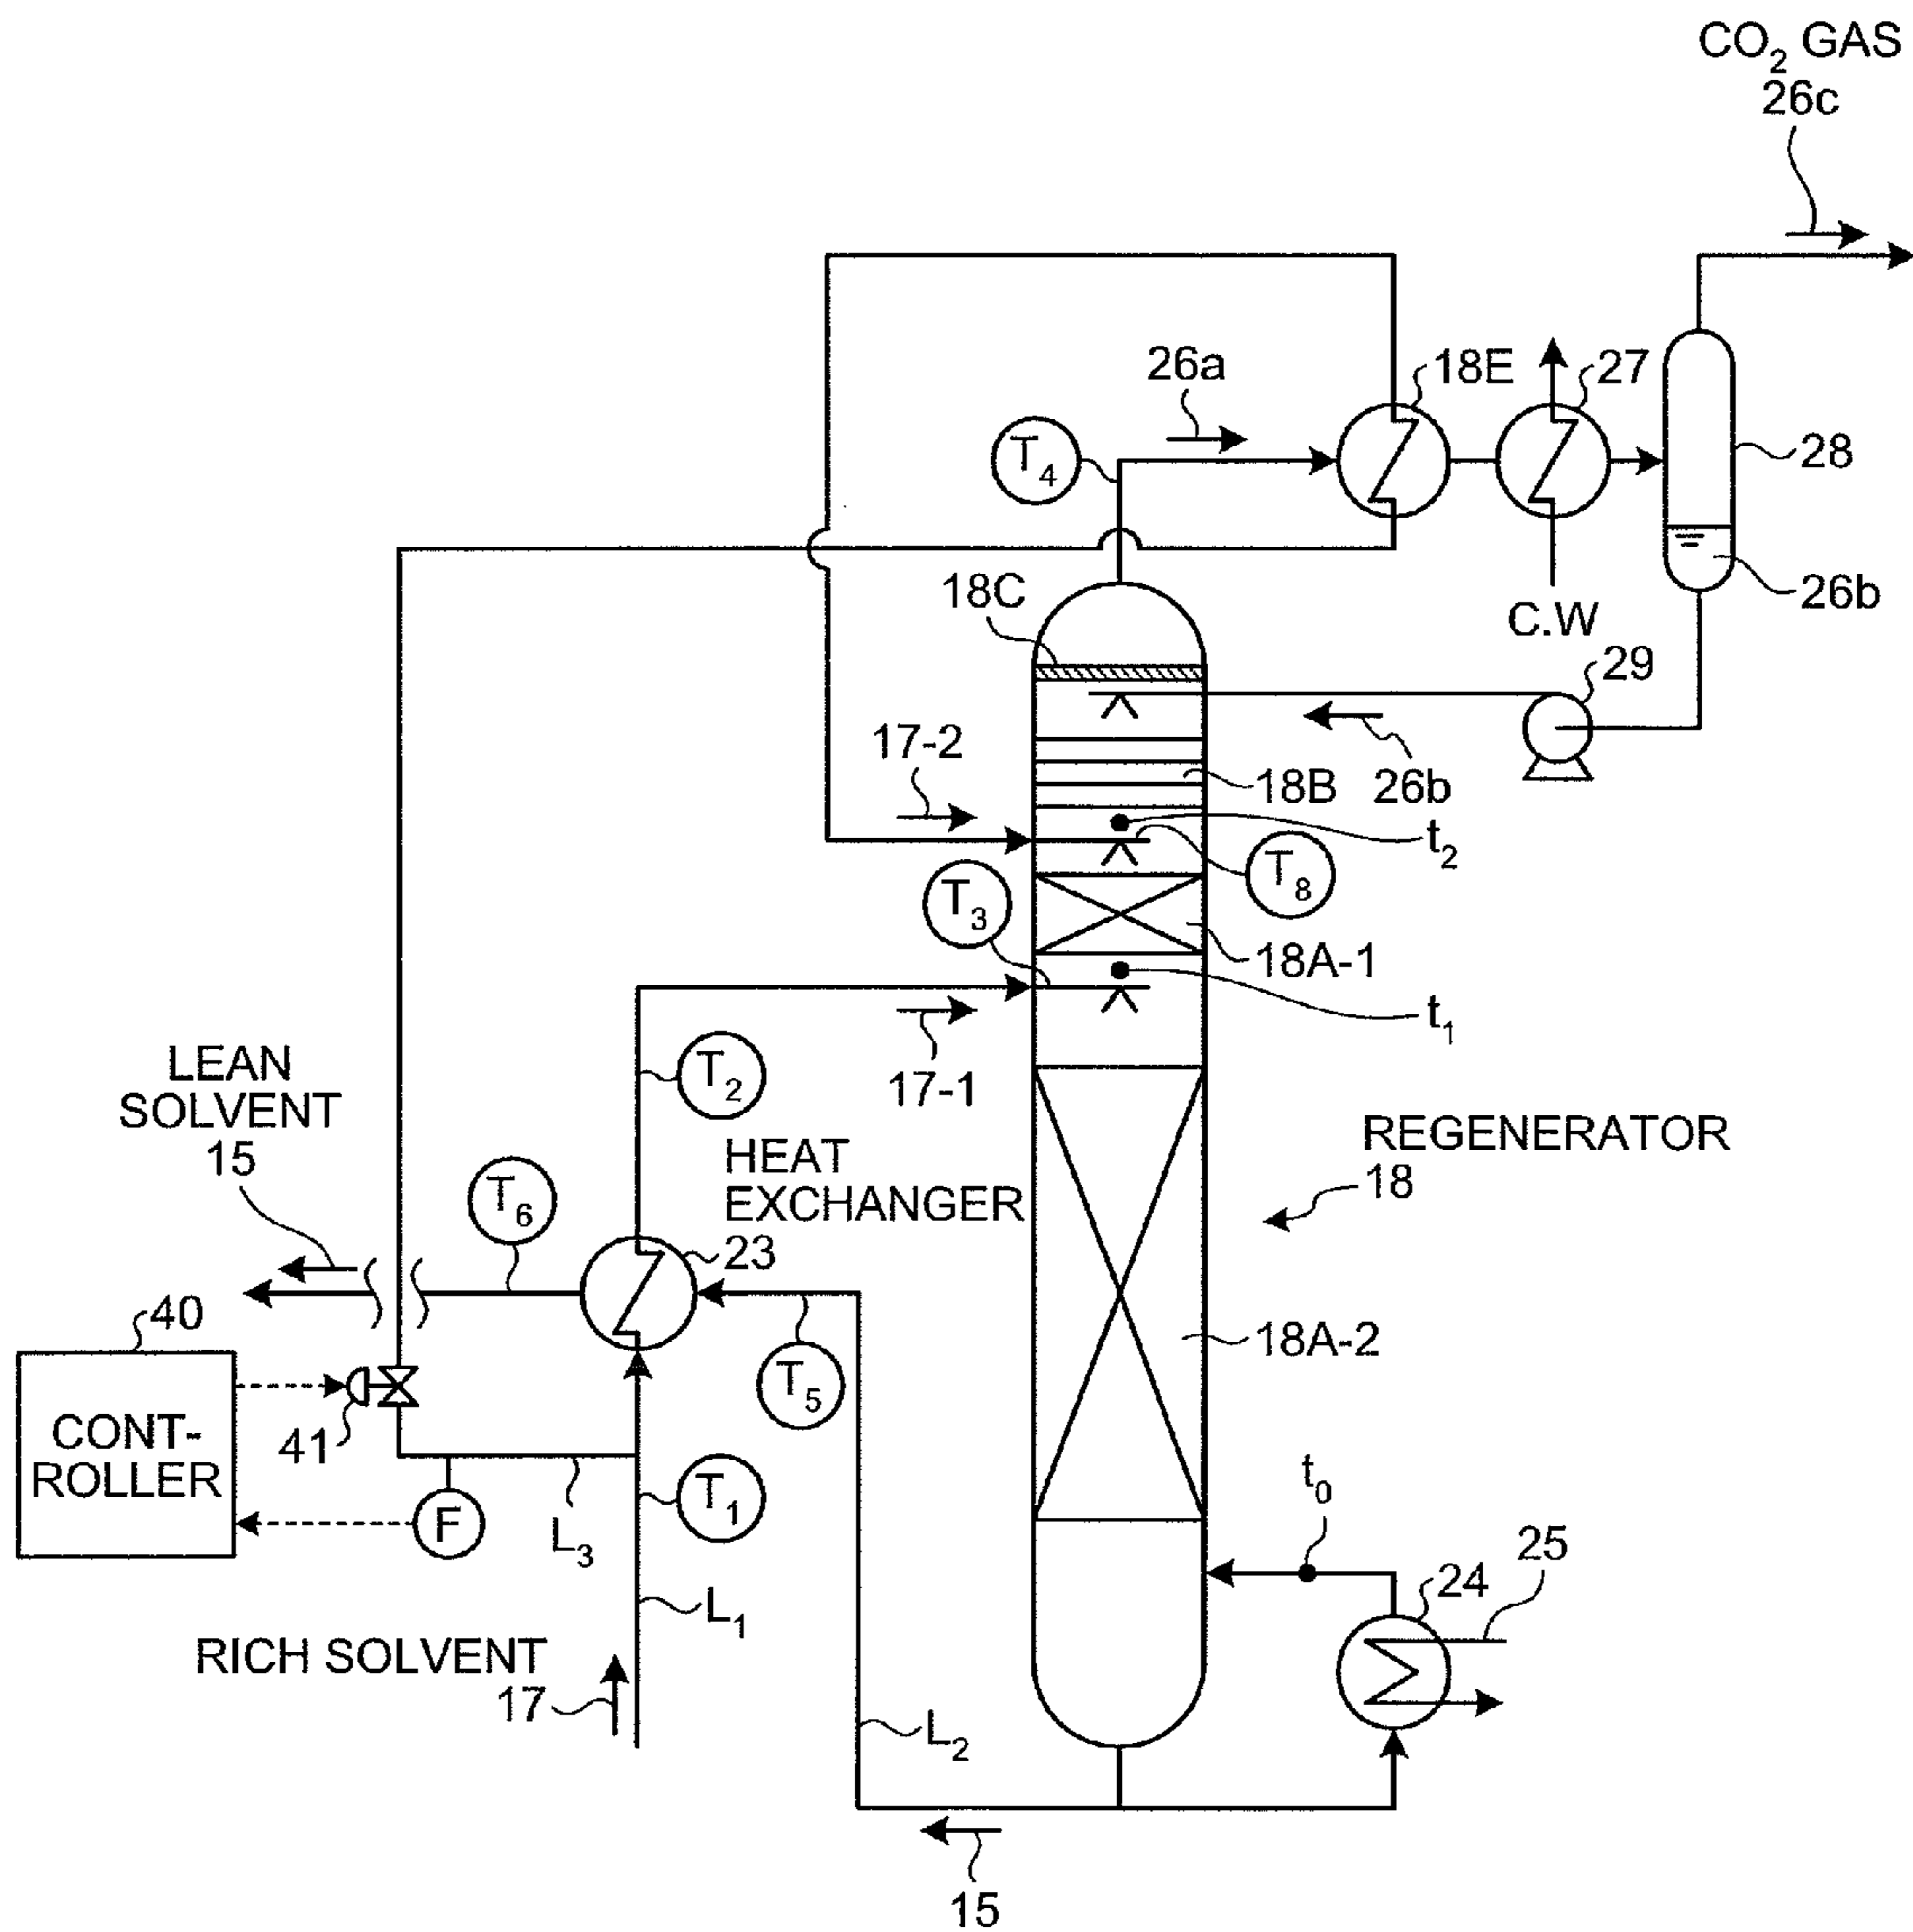 CO2 GAS
26c
26a
18E
27
T4
28
18C
26b
C.W
29
17-2
18B
26b
t2
T8
T3
18A-1
t1
T2
17-1
LEAN
SOLVENT
15
REGENERATOR
18
HEAT
EXCHANGER
23
T6
40
18A-2
T5
41
CONT-
ROLLER
T1
t0
F
L3
25
24
L1
RICH SOLVENT
17
L2
15